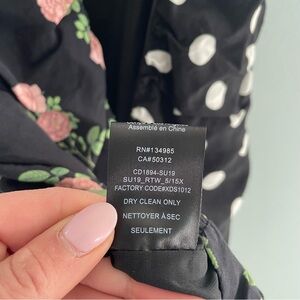 Assemblé en Chine
RN#134985
CA#50312
CD1894-SU19
SU19_RTW_5/15X
FACTORY CODE#XDS1012
DRY CLEAN ONLY
NETTOYER À SEC
SEULEMENT